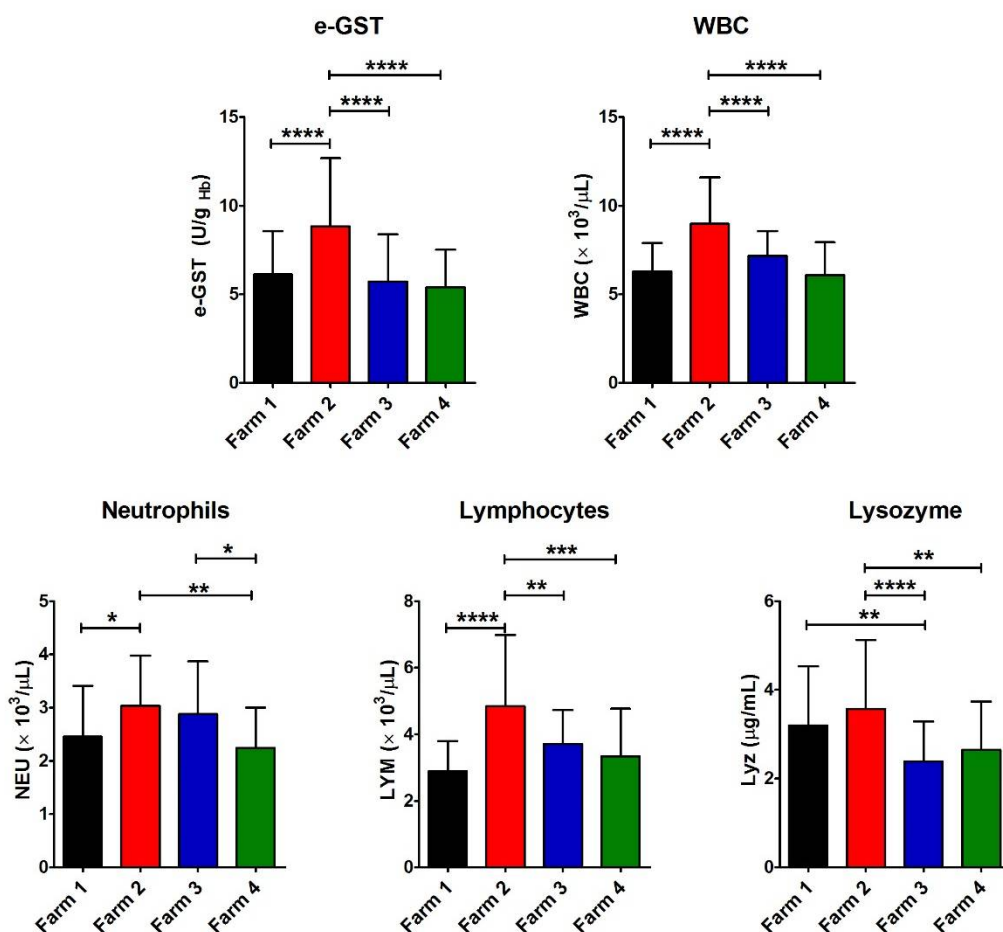 e-GST
e-GST (U/g Hb)
15
10
5
0
****
****
****
Farm 1
Farm 2
Farm 3
Farm 4
WBC
WBC (× 10³/μL)
15
10
5
0
****
****
****
Farm 1
Farm 2
Farm 3
Farm 4
Neutrophils
NEU (× 10³/μL)
5
4
3
2
1
0
*
**
*
Farm 1
Farm 2
Farm 3
Farm 4
Lymphocytes
LYM (× 10³/μL)
8
6
4
2
0
***
**
****
Farm 1
Farm 2
Farm 3
Farm 4
Lysozyme
Lyz (μg/mL)
6
4
2
0
**
****
**
Farm 1
Farm 2
Farm 3
Farm 4